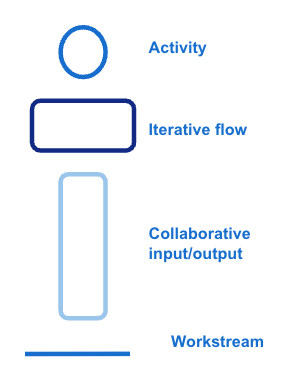 Activity
Iterative flow
Collaborative
input/output
Workstream